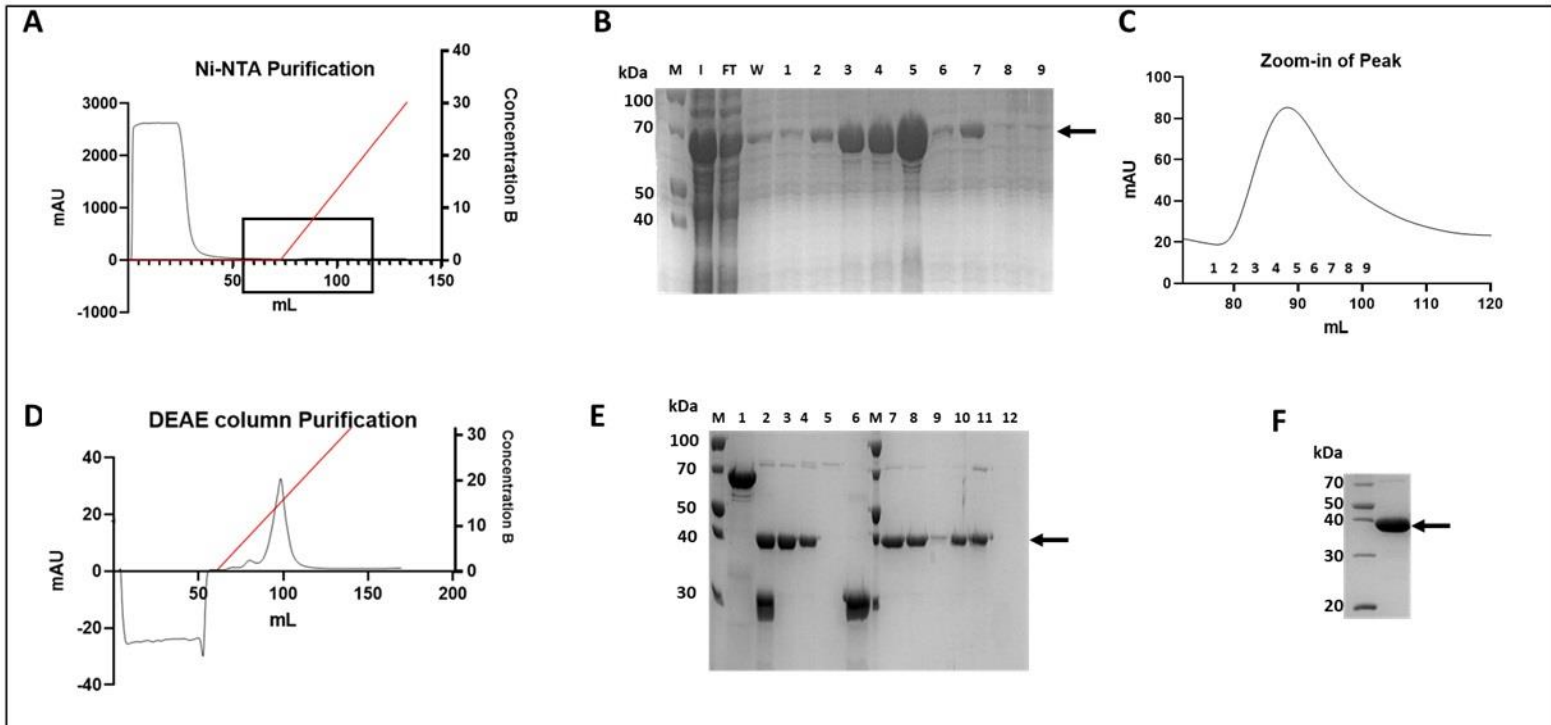 A
Ni-NTA Purification
3000
2000
1000
0
-1000
mAU
50
100
150
mL
40
30
20
10
0
Concentration B
B
kDa
M I FT W 1 2 3 4 5 6 7 8 9
100
70
50
40
C
Zoom-in of Peak
100
80
60
40
20
0
mAU
1 2 3 4 5 6 7 8 9
80 90 100 110 120
mL
D
DEAE column Purification
40
20
0
-20
-40
mAU
50
100
150
200
mL
30
20
10
0
Concentration B
E
kDa
M 1 2 3 4 5 6 M 7 8 9 10 11 12
100
70
50
40
30
F
kDa
70
50
40
30
20